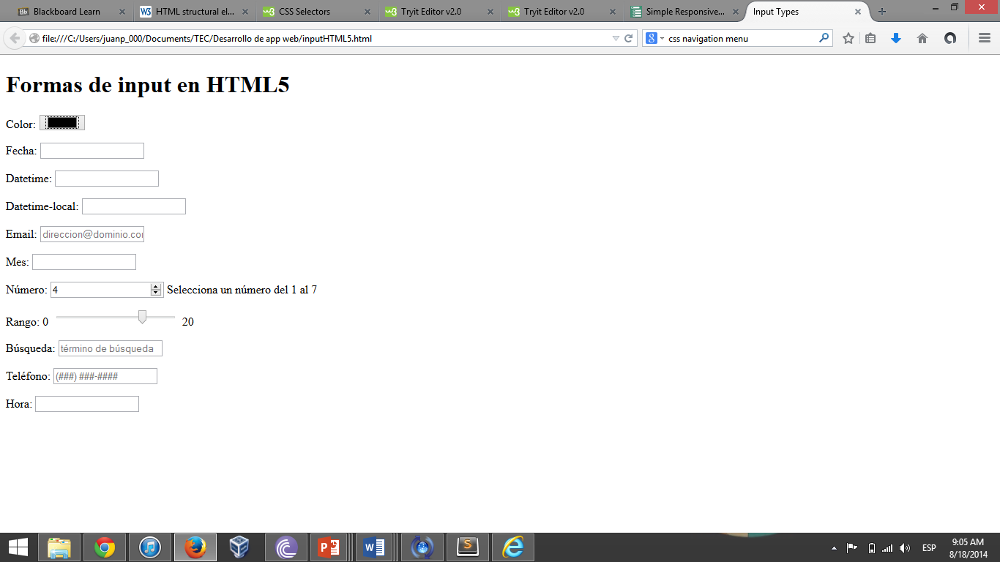 Blackboard Learn
HTML structural el...
CSS Selectors
Tryit Editor v2.0
Tryit Editor v2.0
Simple Responsive...
Input Types
file:///C:/Users/juanp_000/Documents/TEC/Desarrollo de app web/inputHTML5.html
css navigation menu
Formas de input en HTML5
Color:
Fecha:
Datetime:
Datetime-local:
Email: direccion@dominio.co
Mes:
Número: 4 Selecciona un número del 1 al 7
Rango: 0 20
Búsqueda: término de búsqueda
Teléfono: (###) ###-####
Hora:
ESP
9:05 AM
8/18/2014